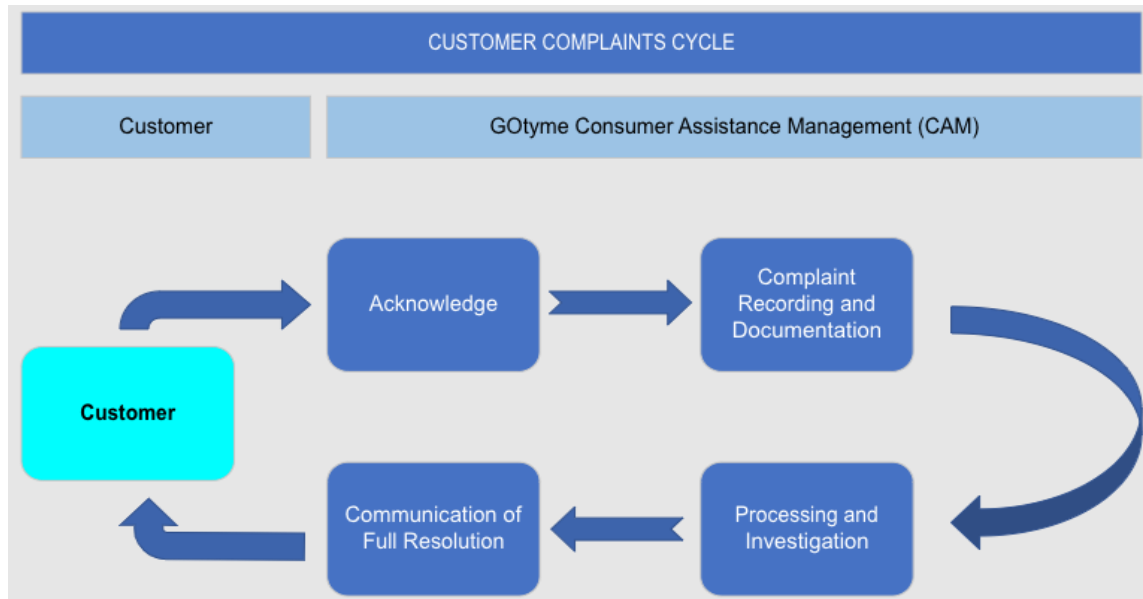 CUSTOMER COMPLAINTS CYCLE
Customer
GOtyme Consumer Assistance Management (CAM)
Acknowledge
Complaint
Recording and
Documentation
Customer
Communication of
Full Resolution
Processing and
Investigation